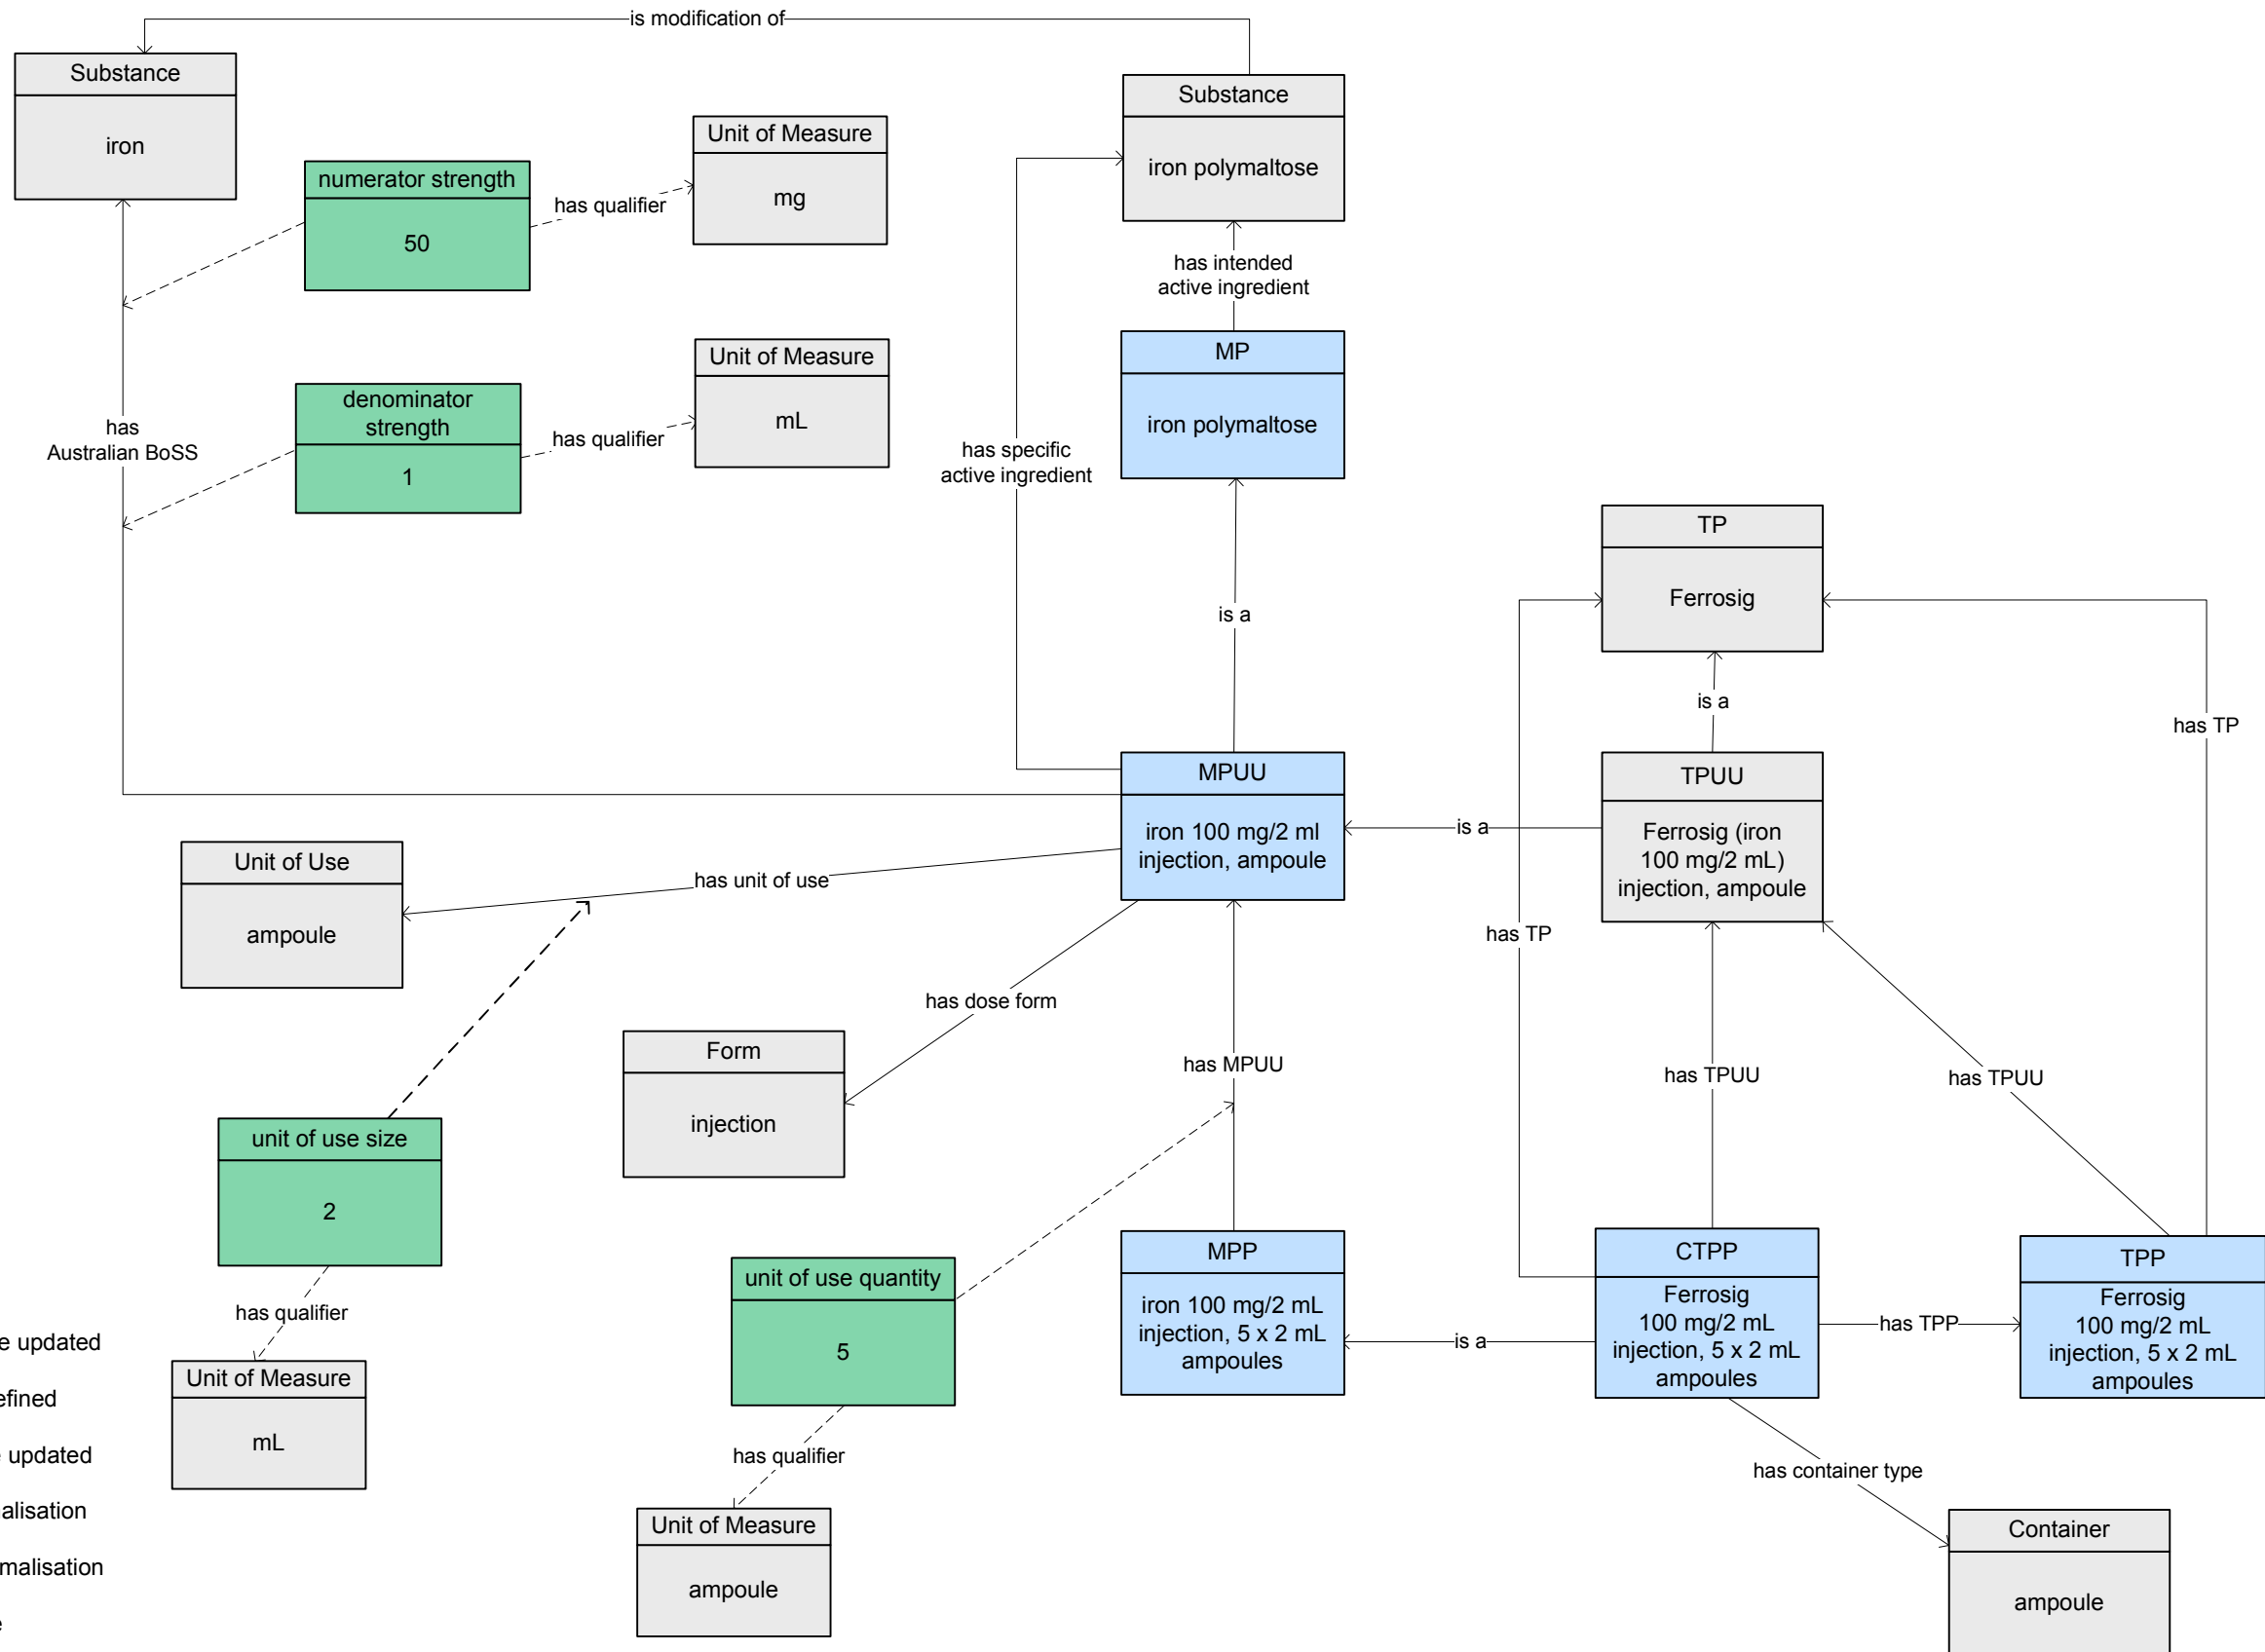 is modification of
Substance
iron
Substance
iron polymaltose
numerator strength
50
has qualifier
Unit of Measure
mg
has intended
active ingredient
MP
iron polymaltose
denominator
strength
1
has qualifier
Unit of Measure
mL
has
Australian BoSS
has specific
active ingredient
is a
TP
Ferrosig
is a
has TP
MPUU
iron 100 mg/2 ml
injection, ampoule
is a
TPUU
Ferrosig (iron
100 mg/2 mL)
injection, ampoule
Unit of Use
ampoule
has unit of use
has TP
has dose form
Form
injection
has MPUU
has TPUU
has TPUU
unit of use size
2
has qualifier
Unit of Measure
mL
unit of use quantity
5
has qualifier
Unit of Measure
ampoule
MPP
iron 100 mg/2 mL
injection, 5 x 2 mL
ampoules
is a
CTPP
Ferrosig
100 mg/2 mL
injection, 5 x 2 mL
ampoules
has TPP
TPP
Ferrosig
100 mg/2 mL
injection, 5 x 2 mL
ampoules
has container type
Container
ampoule
updated
updated